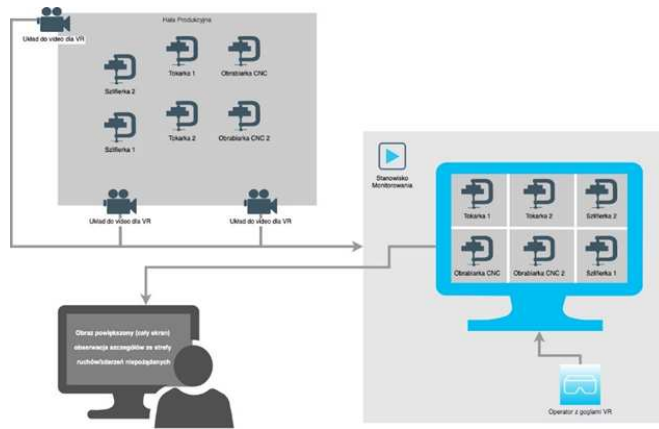 Hala Produkcyjna
Układ do video dla VR
Tokarka 1
Obrabiarka CNC
Szlifierka 2
Tokarka 2
Obrabiarka CNC 2
Szlifierka 1
Układ do video dla VR
Układ do video dla VR
Stanowisko
Monitorowania
Tokarka 1
Tokarka 2
Szlifierka 2
Obrabiarka CNC
Obrabiarka CNC 2
Szlifierka 1
Obraz powiększony (cały ekran)
obserwacja szczegółów ze strefy
ruchów/zdarzeń niepożądanych
Operator z goglami VR